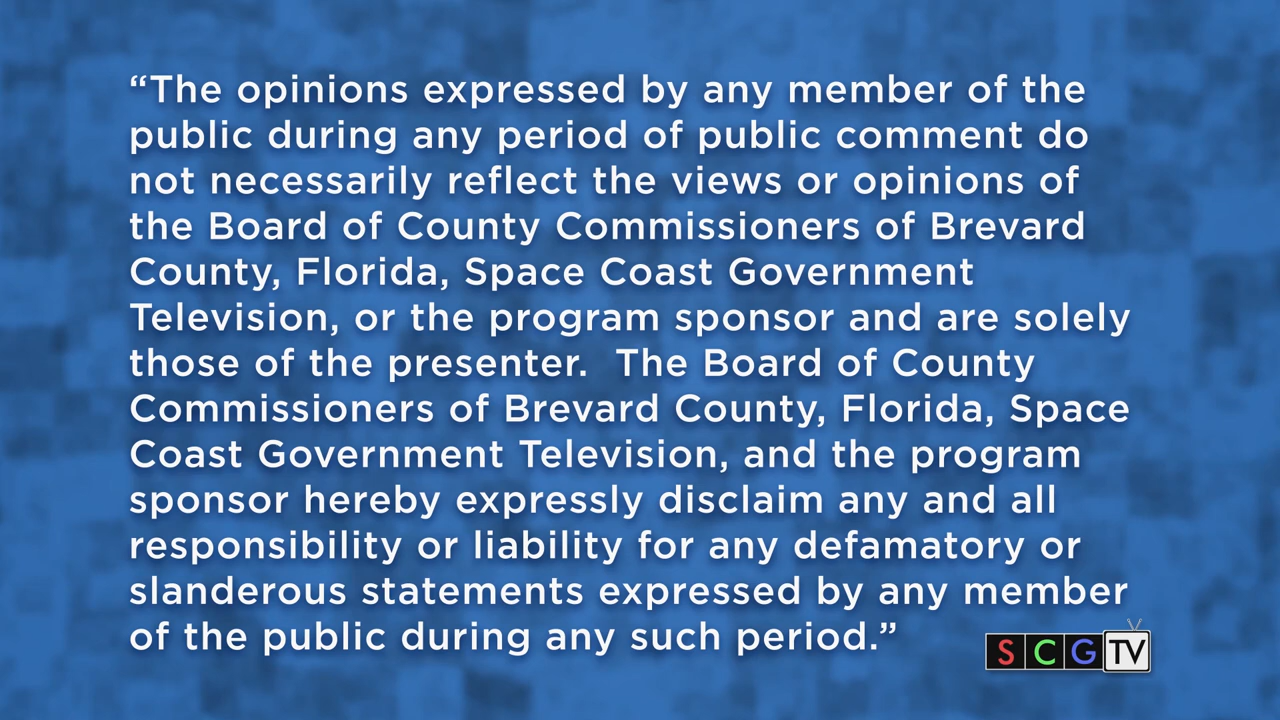 “The opinions expressed by any member of the
public during any period of public comment do
not necessarily reflect the views or opinions of
the Board of County Commissioners of Brevard
County, Florida, Space Coast Government
Television, or the program sponsor and are solely
those of the presenter.  The Board of County
Commissioners of Brevard County, Florida, Space
Coast Government Television, and the program
sponsor hereby expressly disclaim any and all
responsibility or liability for any defamatory or
slanderous statements expressed by any member
of the public during any such period.”
SCGTV